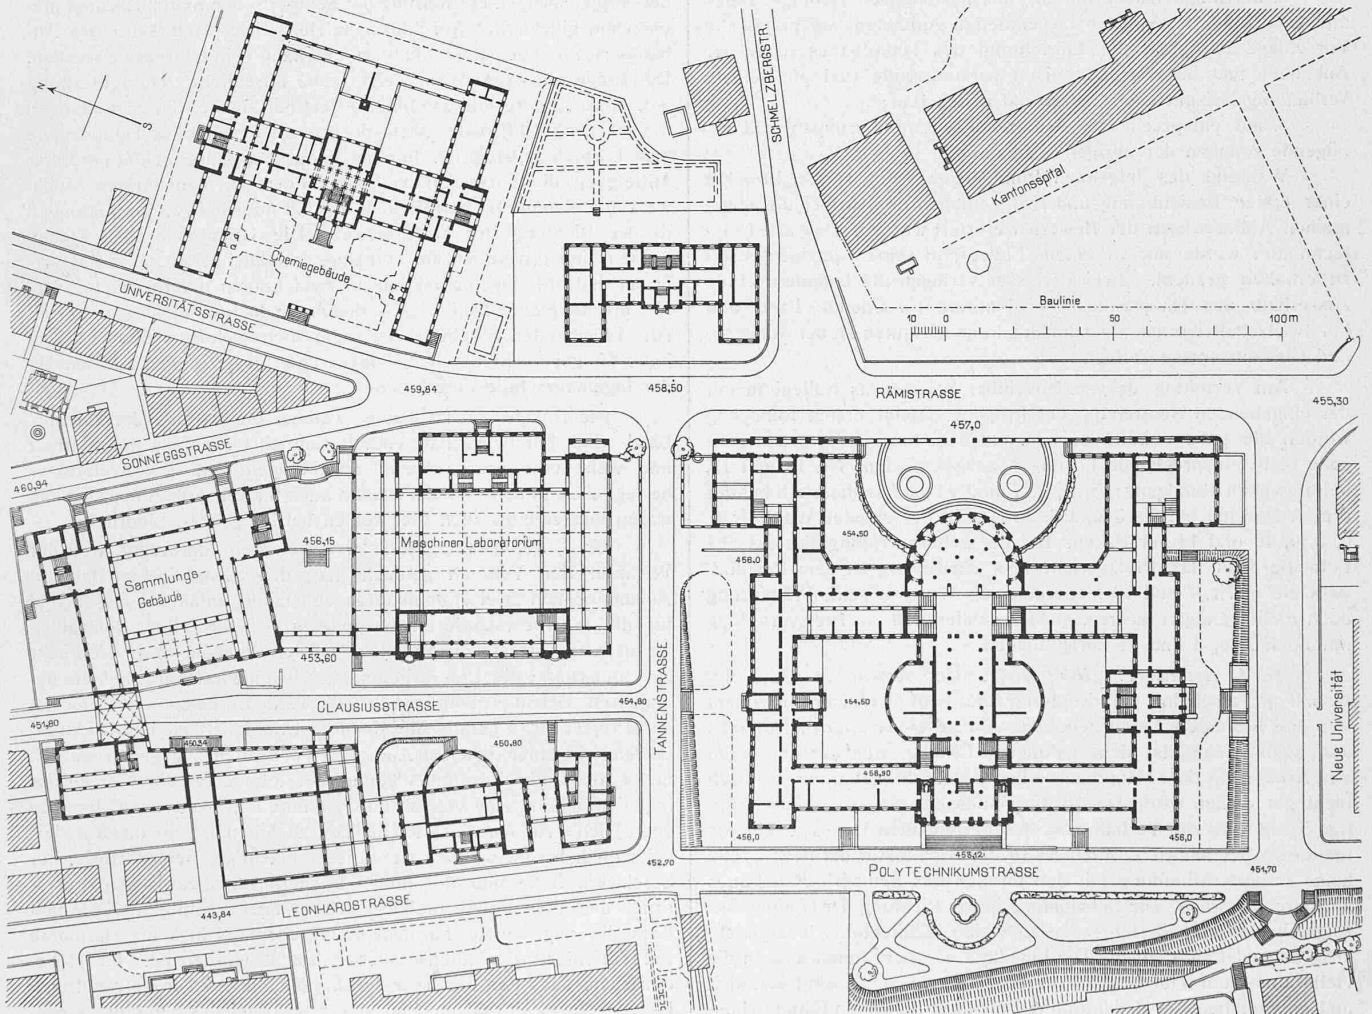 SCHMELZBERGSTR.
S
Kantonsspital
Chemiegebäude
UNIVERSITÄTSSTRASSE
Baulinie
10 0 50 100m
459,84
458,50
RÄMISTRASSE
455,30
457,0
SONNEGGSTRASSE
460,94
456,15
Maschinen Laboratorium
454,50
456,0
Sammlungs-
Gebäude
453,60
TANNENSTRASSE
Neue Universität
CLAUSIUSSTRASSE
454,80
454,50
451,80
450,34
450,80
458,90
456,0
456,0
452,70
POLYTECHNIKUMSTRASSE
451,70
443,84
LEONHARDSTRASSE